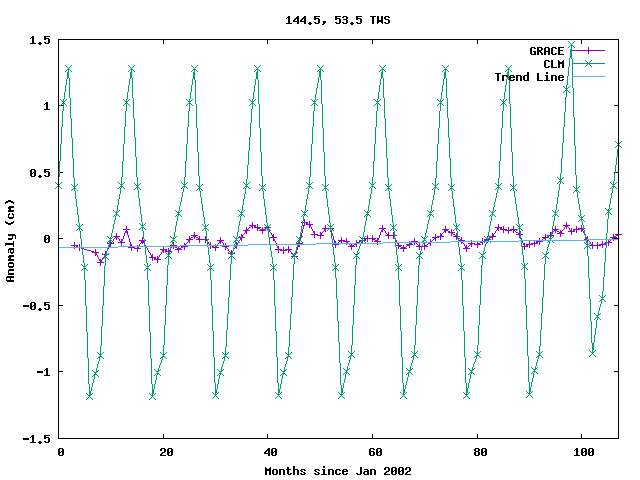 144.5, 53.5 TWS
GRACE
CLM
Trend Line
Anomaly (cm)
1.5
1
0.5
0
-0.5
-1
-1.5
0 20 40 60 80 100
Months since Jan 2002